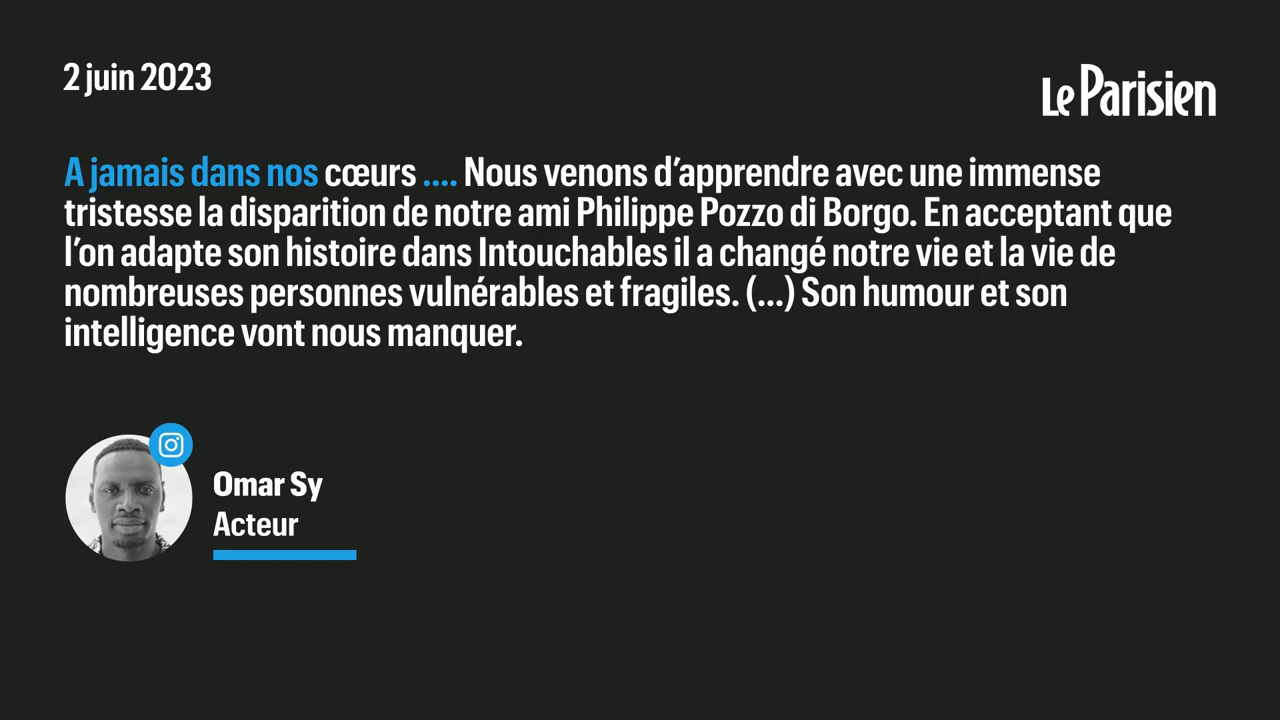 2 juin 2023
Le Parisien
A jamais dans nos cœurs .... Nous venons d’apprendre avec une immense
tristesse la disparition de notre ami Philippe Pozzo di Borgo. En acceptant que
l’on adapte son histoire dans Intouchables il a changé notre vie et la vie de
nombreuses personnes vulnérables et fragiles. (...) Son humour et son
intelligence vont nous manquer.
Omar Sy
Acteur